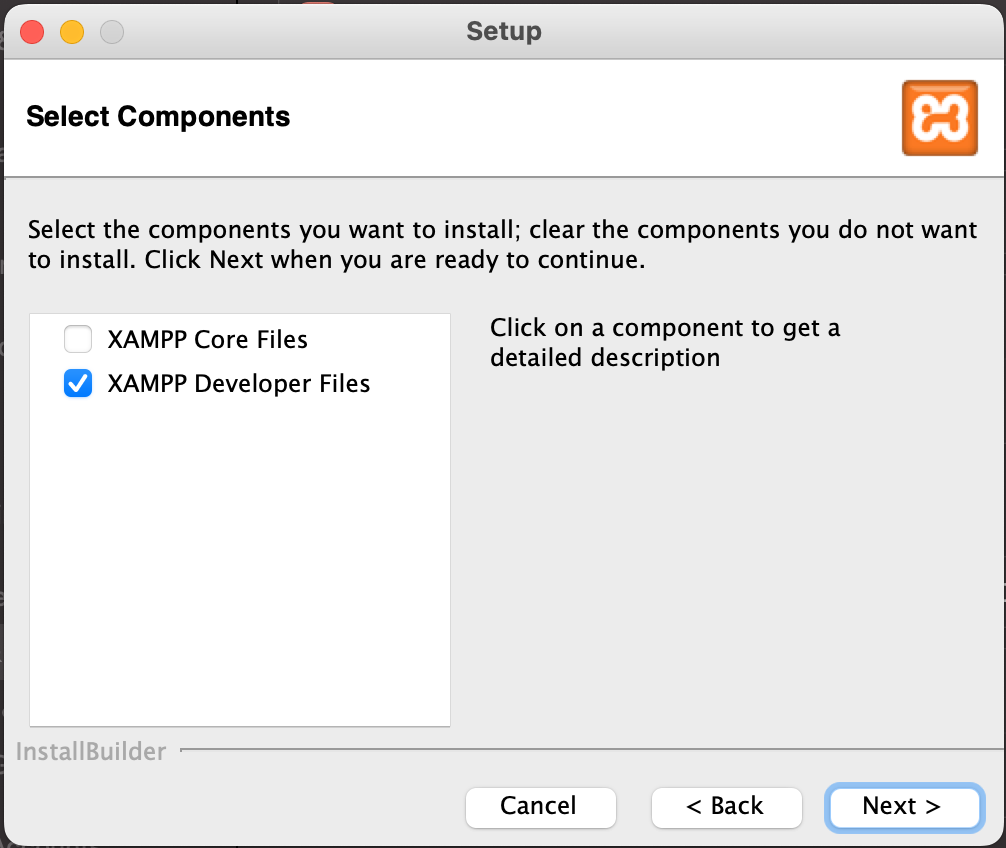 Setup
Select Components
Select the components you want to install; clear the components you do not want
to install. Click Next when you are ready to continue.
XAMPP Core Files
XAMPP Developer Files
Click on a component to get a
detailed description
InstallBuilder
Cancel
< Back
Next >